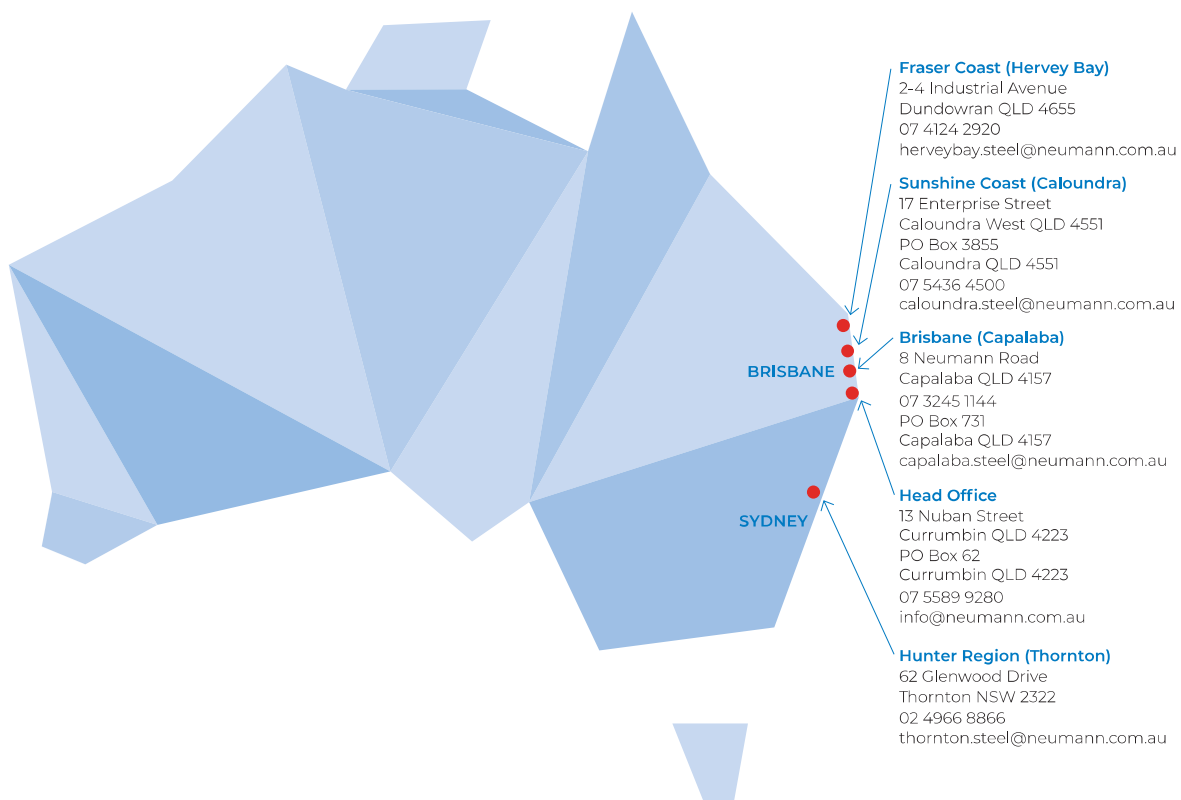 Fraser Coast (Hervey Bay)
2-4 Industrial Avenue
Dundowran QLD 4655
07 4124 2920
herveybay.steel@neumann.com.au
Sunshine Coast (Caloundra)
17 Enterprise Street
Caloundra West QLD 4551
PO Box 3855
Caloundra QLD 4551
07 5436 4500
caloundra.steel@neumann.com.au
Brisbane (Capalaba)
8 Neumann Road
Capalaba QLD 4157
07 3245 1144
PO Box 731
Capalaba QLD 4157
capalaba.steel@neumann.com.au
Head Office
13 Nuban Street
Currumbin QLD 4223
PO Box 62
Currumbin QLD 4223
07 5589 9280
info@neumann.com.au
Hunter Region (Thornton)
62 Glenwood Drive
Thornton NSW 2322
02 4966 8866
thornton.steel@neumann.com.au
BRISBANE
SYDNEY